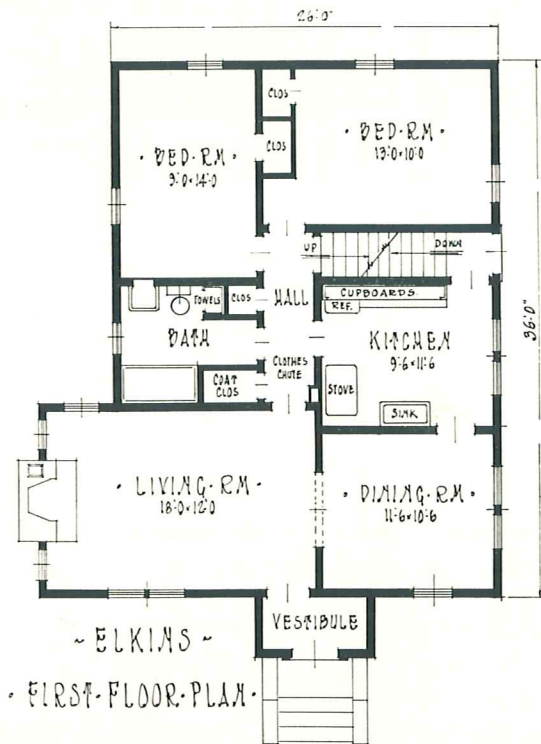 26'·0"
CLOS
CLOS
· BED·RM ·
9'·0×14'·0
· BED·RM ·
13'·0×10'·0
UP
DOWN
36'·0"
TOWELS
CLOS
HALL
CUPBOARDS
REF.
BATH
KITCHEN
9'·6×11'·6
CLOTHES
CHUTE
COAT
CLOS
STOVE
SINK
· LIVING·RM ·
18'·0×12'·0
· DINING·RM ·
11'·6×10'·6
VESTIBULE
~ ELKINS ~
· FIRST·FLOOR·PLAN ·